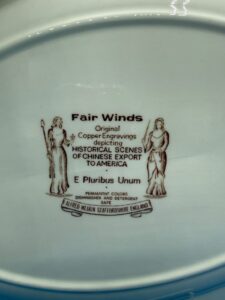 Fair Winds
Original
Copper Engravings
depicting
HISTORICAL SCENES
OF CHINESE EXPORT
TO AMERICA
E Pluribus Unum
PERMANENT COLORS
DISHWASHER AND DETERGENT
SAFE
ALFRED MEAKIN STAFFORDSHIRE ENGLAND